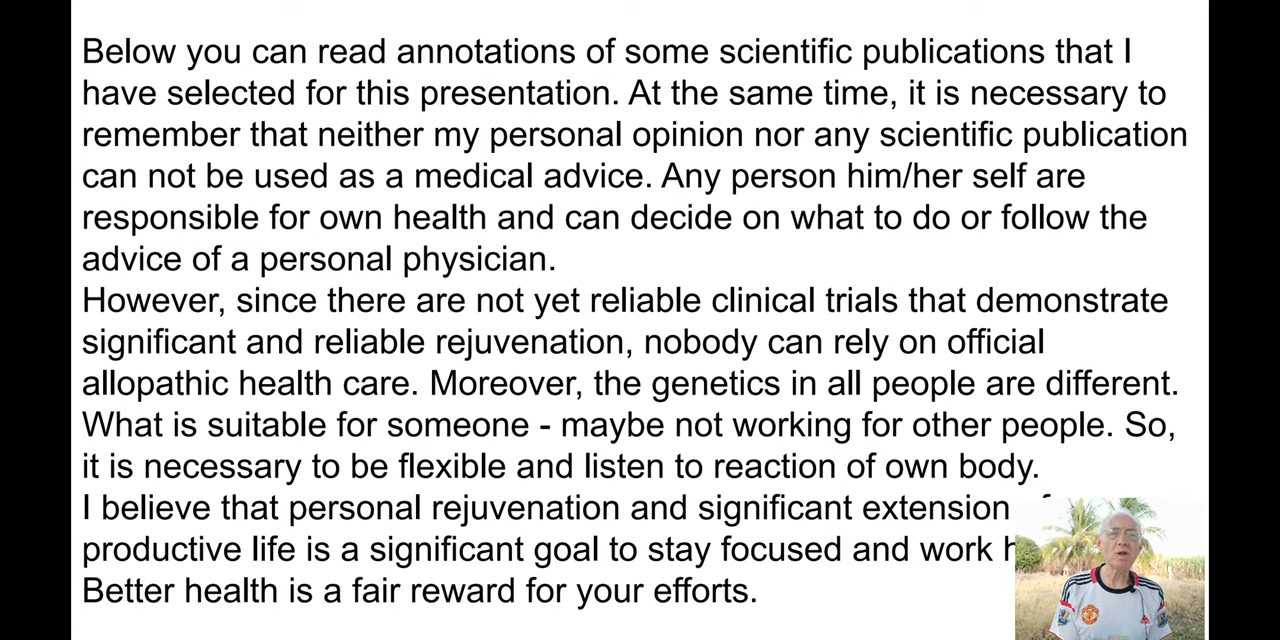 Below you can read annotations of some scientific publications that I
have selected for this presentation. At the same time, it is necessary to
remember that neither my personal opinion nor any scientific publication
can not be used as a medical advice. Any person him/her self are
responsible for own health and can decide on what to do or follow the
advice of a personal physician.
However, since there are not yet reliable clinical trials that demonstrate
significant and reliable rejuvenation, nobody can rely on official
allopathic health care. Moreover, the genetics in all people are different.
What is suitable for someone - maybe not working for other people. So,
it is necessary to be flexible and listen to reaction of own body.
I believe that personal rejuvenation and significant extension
productive life is a significant goal to stay focused and work
Better health is a fair reward for your efforts.